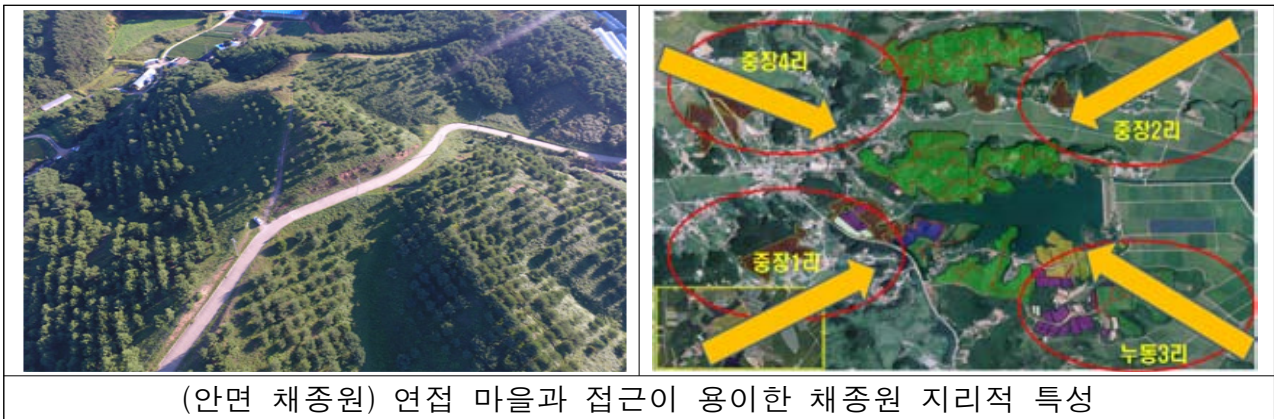 중장4리
중장2리
중장1리
누동3리
(안면 채종원) 연접 마을과 접근이 용이한 채종원 지리적 특성